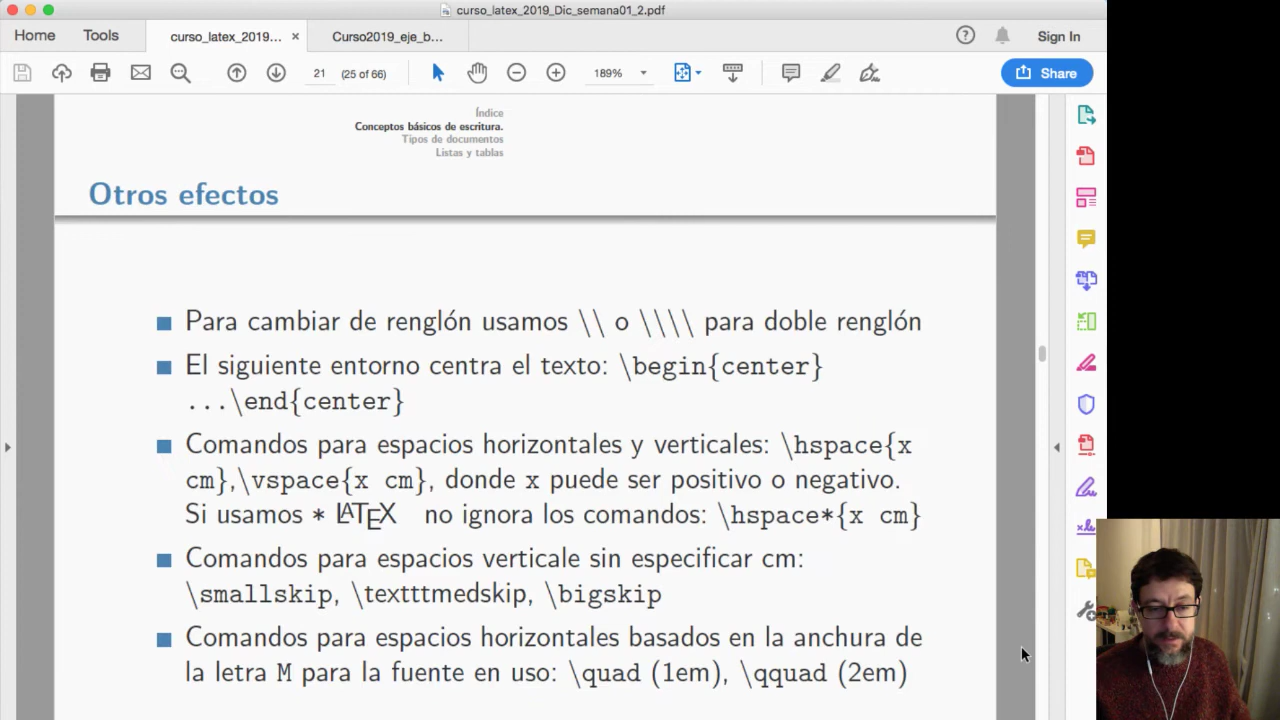 curso_latex_2019_Dic_semana01_2.pdf
Home Tools curso_latex_2019... × Curso2019_eje_b... Sign In
21 (25 of 66) 189% Share
Índice
Conceptos básicos de escritura.
Tipos de documentos
Listas y tablas
Otros efectos
Para cambiar de renglón usamos \\ o \\\\ para doble renglón
El siguiente entorno centra el texto: \begin{center}
...\end{center}
Comandos para espacios horizontales y verticales: \hspace{x
cm},\vspace{x cm}, donde x puede ser positivo o negativo.
Si usamos * LATEX no ignora los comandos: \hspace*{x cm}
Comandos para espacios verticale sin especificar cm:
\smallskip, \textttmedskip, \bigskip
Comandos para espacios horizontales basados en la anchura de
la letra M para la fuente en uso: \quad (1em), \qquad (2em)